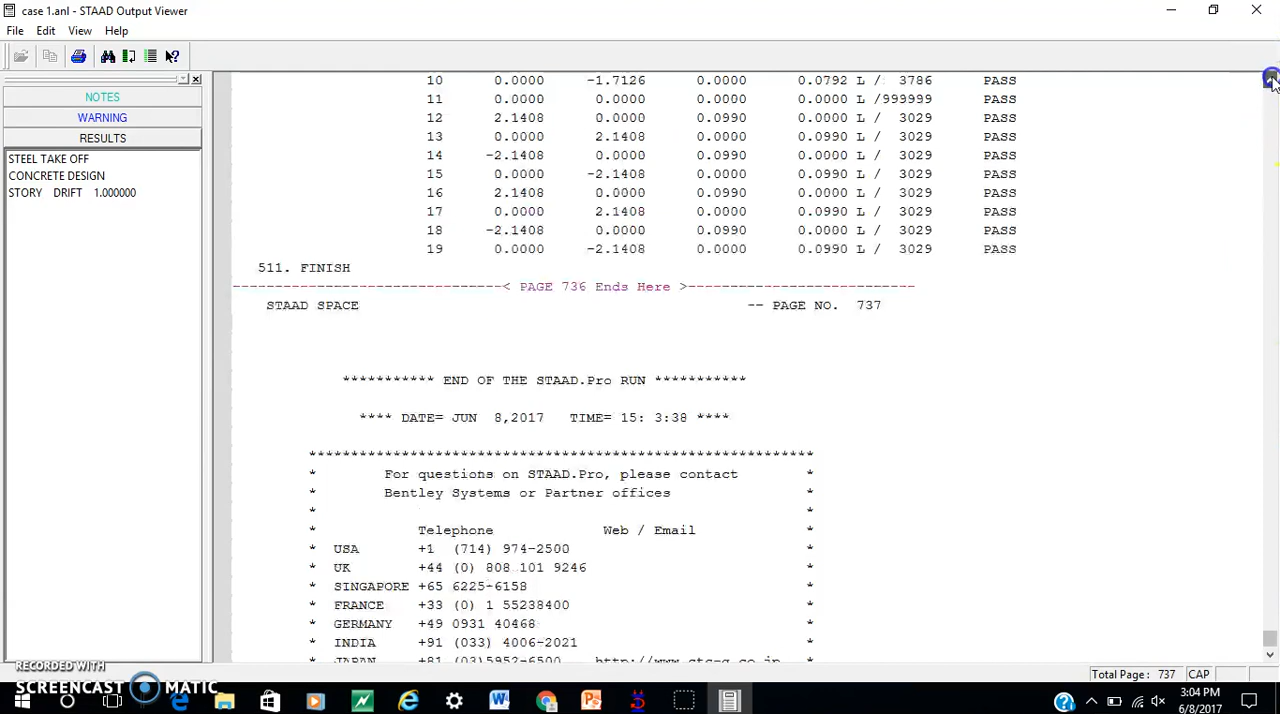 case 1.anl - STAAD Output Viewer
File Edit View Help
NOTES
WARNING
RESULTS
STEEL TAKE OFF
CONCRETE DESIGN
STORY DRIFT 1.000000
10 0.0000 -1.7126 0.0000 0.0792 L / 3786 PASS
11 0.0000 0.0000 0.0000 0.0000 L /999999 PASS
12 2.1408 0.0000 0.0990 0.0000 L / 3029 PASS
13 0.0000 2.1408 0.0000 0.0990 L / 3029 PASS
14 -2.1408 0.0000 0.0990 0.0000 L / 3029 PASS
15 0.0000 -2.1408 0.0000 0.0990 L / 3029 PASS
16 2.1408 0.0000 0.0990 0.0000 L / 3029 PASS
17 0.0000 2.1408 0.0000 0.0990 L / 3029 PASS
18 -2.1408 0.0000 0.0990 0.0000 L / 3029 PASS
19 0.0000 -2.1408 0.0000 0.0990 L / 3029 PASS
511. FINISH
-------------------------------< PAGE 736 Ends Here >---------------------------
STAAD SPACE -- PAGE NO. 737
*********** END OF THE STAAD.Pro RUN ***********
**** DATE= JUN 8,2017 TIME= 15: 3:38 ****
************************************************************
* For questions on STAAD.Pro, please contact *
* Bentley Systems or Partner offices *
* *
* Telephone Web / Email *
* USA +1 (714) 974-2500 *
* UK +44 (0) 808 101 9246 *
* SINGAPORE +65 6225-6158 *
* FRANCE +33 (0) 1 55238400 *
* GERMANY +49 0931 40468 *
* INDIA +91 (033) 4006-2021 *
* JAPAN +81 (03)5952-6500 http://www.ctc-g.co.jp *
Total Page: 737 CAP
RECORDED WITH
SCREENCAST MATIC
3:04 PM
6/8/2017